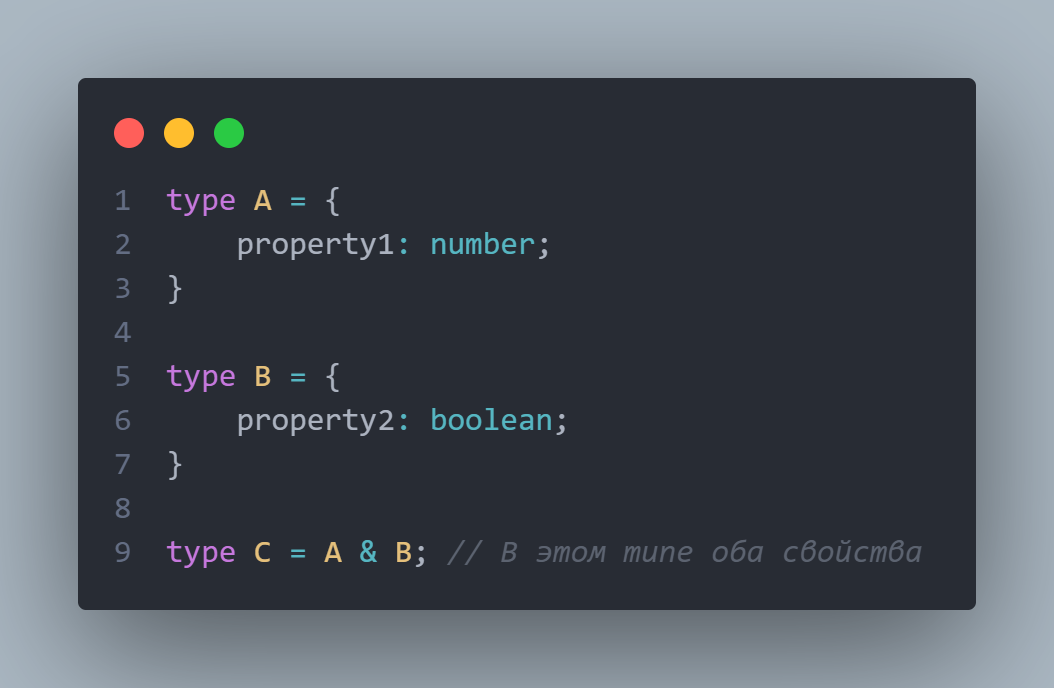 1 type A = {
2     property1: number;
3 }
4
5 type B = {
6     property2: boolean;
7 }
8
9 type C = A & B; // В этом типе оба свойства